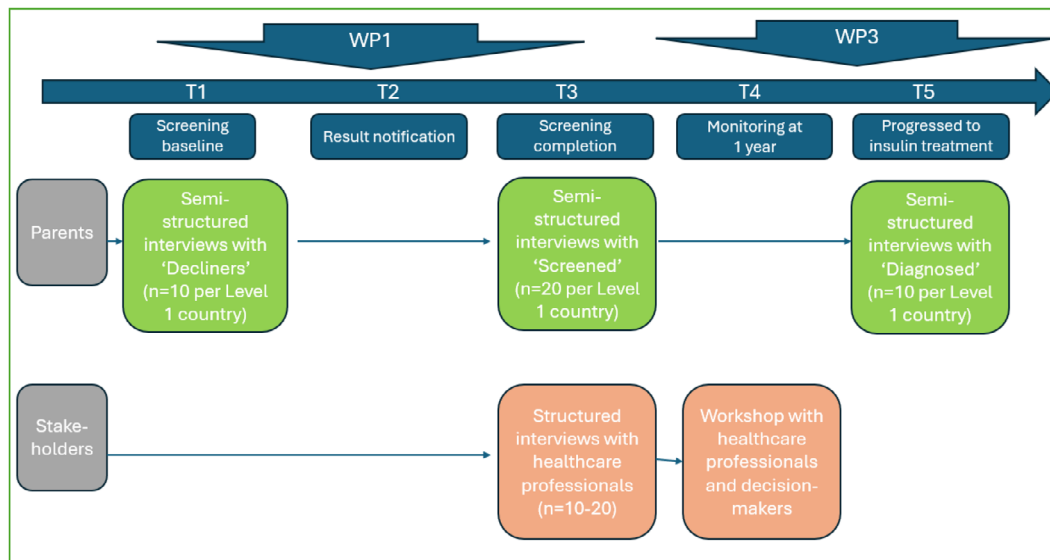 WP1
WP3
T1
T2
T3
T4
T5
Screening
baseline
Result notification
Screening
completion
Monitoring at
1 year
Progressed to
insulin treatment
Parents
Semi-
structured
interviews with
‘Decliners’
(n=10 per Level
1 country)
Semi-
structured
interviews with
‘Screened’
(n=20 per Level
1 country)
Semi-
structured
interviews with
‘Diagnosed’
(n=10 per Level
1 country)
Stake-
holders
Structured
interviews with
healthcare
professionals
(n=10-20)
Workshop with
healthcare
professionals
and decision-
makers